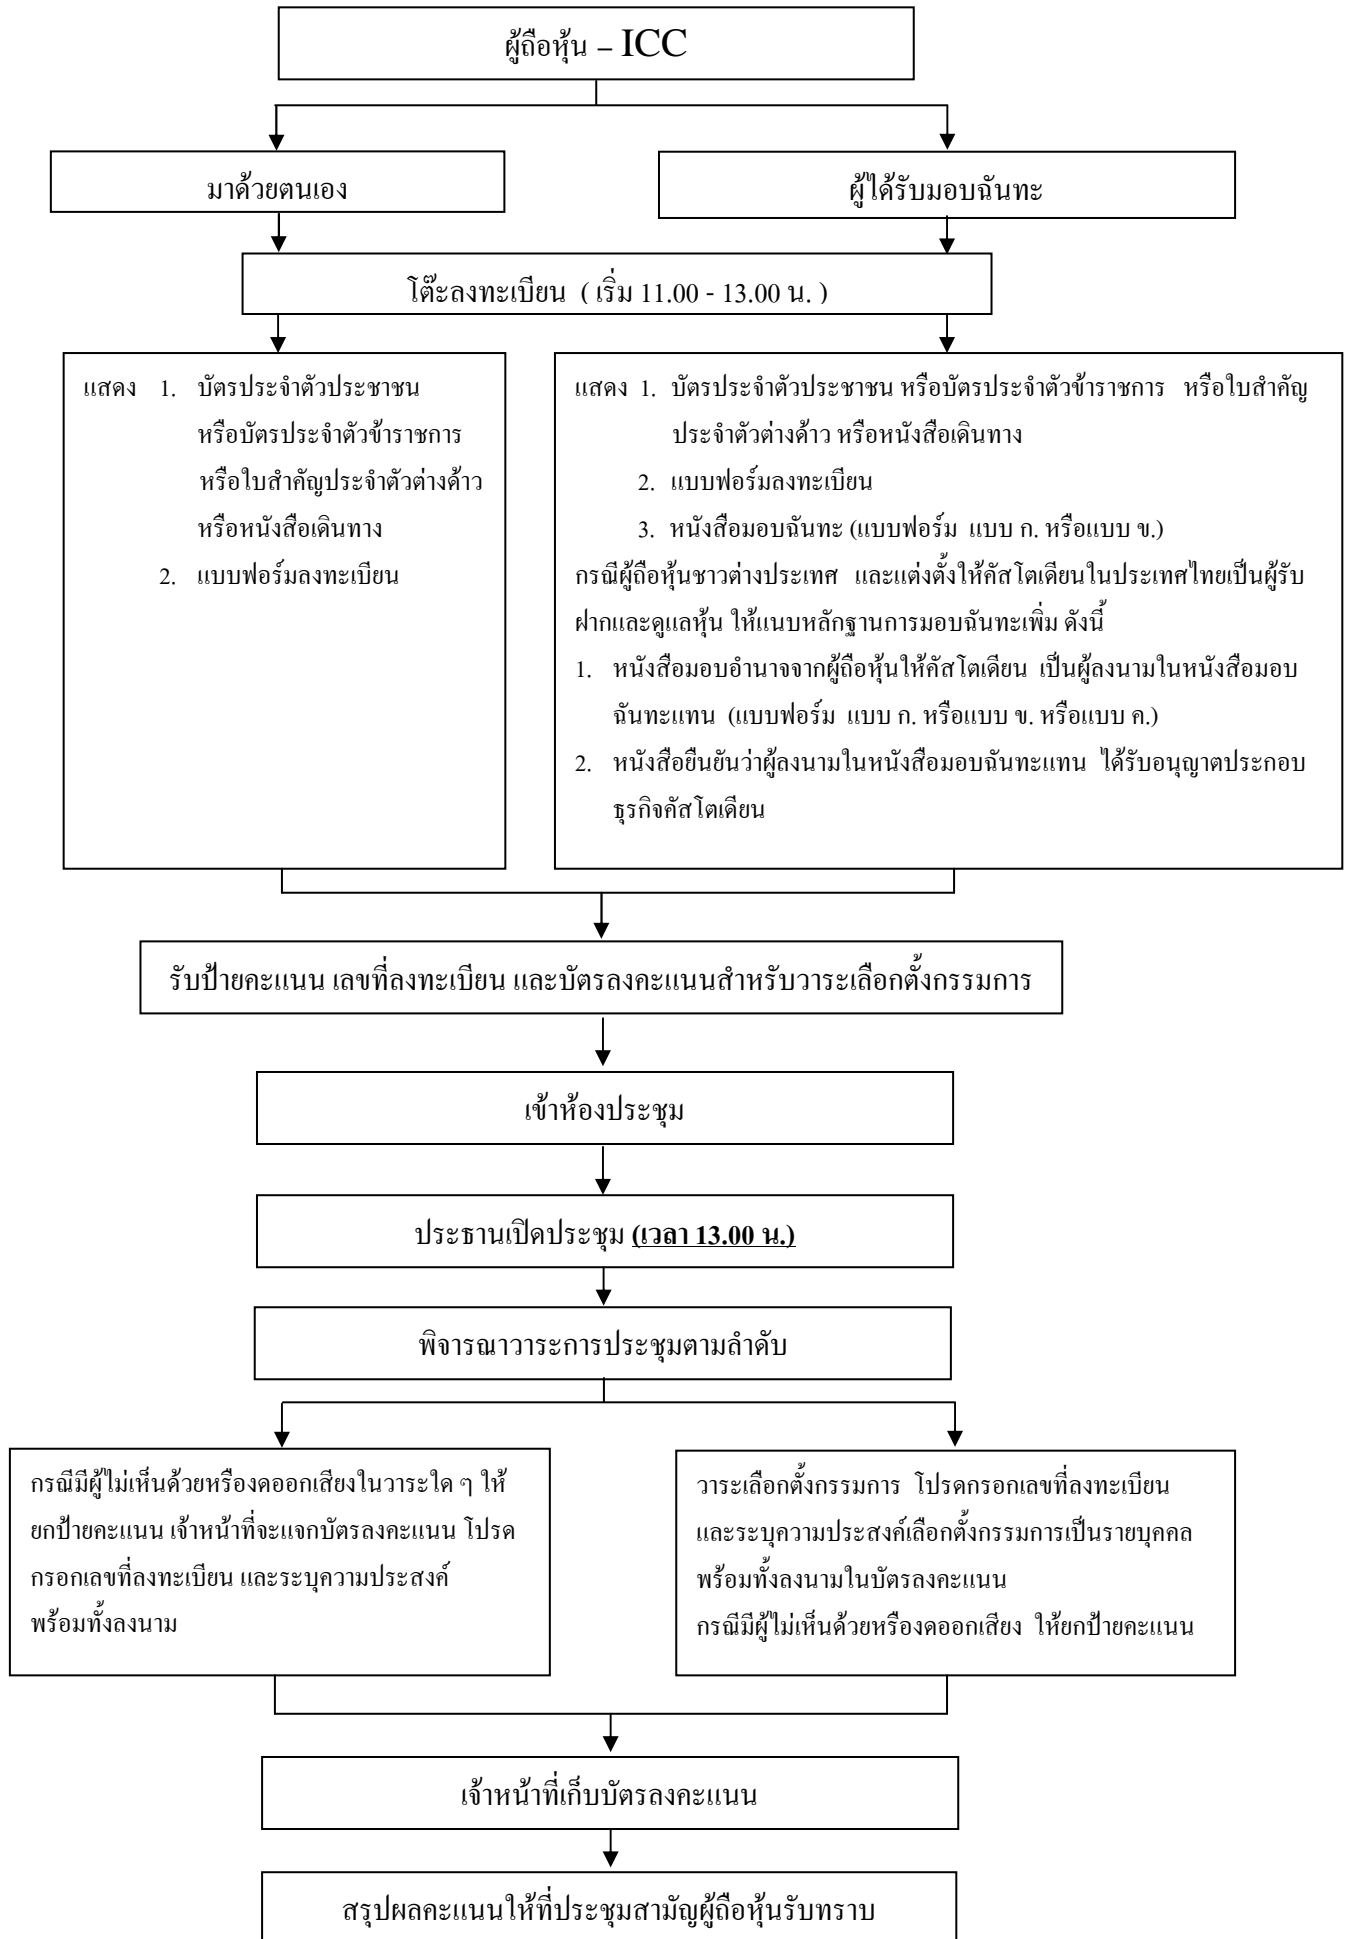 ผู้ถือหุ้น – ICC
มาด้วยตนเอง
ผู้ได้รับมอบฉันทะ
โต๊ะลงทะเบียน ( เริ่ม 11.00 - 13.00 น. )
แสดง 1. บัตรประจำตัวประชาชน
หรือบัตรประจำตัวข้าราชการ
หรือใบสำคัญประจำตัวต่างด้าว
หรือหนังสือเดินทาง
2. แบบฟอร์มลงทะเบียน
แสดง 1. บัตรประจำตัวประชาชน หรือบัตรประจำตัวข้าราชการ หรือใบสำคัญ
ประจำตัวต่างด้าว หรือหนังสือเดินทาง
2. แบบฟอร์มลงทะเบียน
3. หนังสือมอบฉันทะ (แบบฟอร์ม แบบ ก. หรือแบบ ข.)
กรณีผู้ถือหุ้นชาวต่างประเทศ และแต่งตั้งให้คัสโตเดียนในประเทศไทยเป็นผู้รับ
ฝากและดูแลหุ้น ให้แนบหลักฐานการมอบฉันทะเพิ่ม ดังนี้
1. หนังสือมอบอำนาจจากผู้ถือหุ้นให้คัสโตเดียน เป็นผู้ลงนามในหนังสือมอบ
ฉันทะแทน (แบบฟอร์ม แบบ ก. หรือแบบ ข. หรือแบบ ค.)
2. หนังสือยืนยันว่าผู้ลงนามในหนังสือมอบฉันทะแทน ได้รับอนุญาตประกอบ
ธุรกิจคัสโตเดียน
รับป้ายคะแนน เลขที่ลงทะเบียน และบัตรลงคะแนนสำหรับวาระเลือกตั้งกรรมการ
เข้าห้องประชุม
ประธานเปิดประชุม (เวลา 13.00 น.)
พิจารณาวาระการประชุมตามลำดับ
กรณีมีผู้ไม่เห็นด้วยหรืองดออกเสียงในวาระใด ๆ ให้
ยกป้ายคะแนน เจ้าหน้าที่จะแจกบัตรลงคะแนน โปรด
กรอกเลขที่ลงทะเบียน และระบุความประสงค์
พร้อมทั้งลงนาม
วาระเลือกตั้งกรรมการ โปรดกรอกเลขที่ลงทะเบียน
และระบุความประสงค์เลือกตั้งกรรมการเป็นรายบุคคล
พร้อมทั้งลงนามในบัตรลงคะแนน
กรณีมีผู้ไม่เห็นด้วยหรืองดออกเสียง ให้ยกป้ายคะแนน
เจ้าหน้าที่เก็บบัตรลงคะแนน
สรุปผลคะแนนให้ที่ประชุมสามัญผู้ถือหุ้นรับทราบ